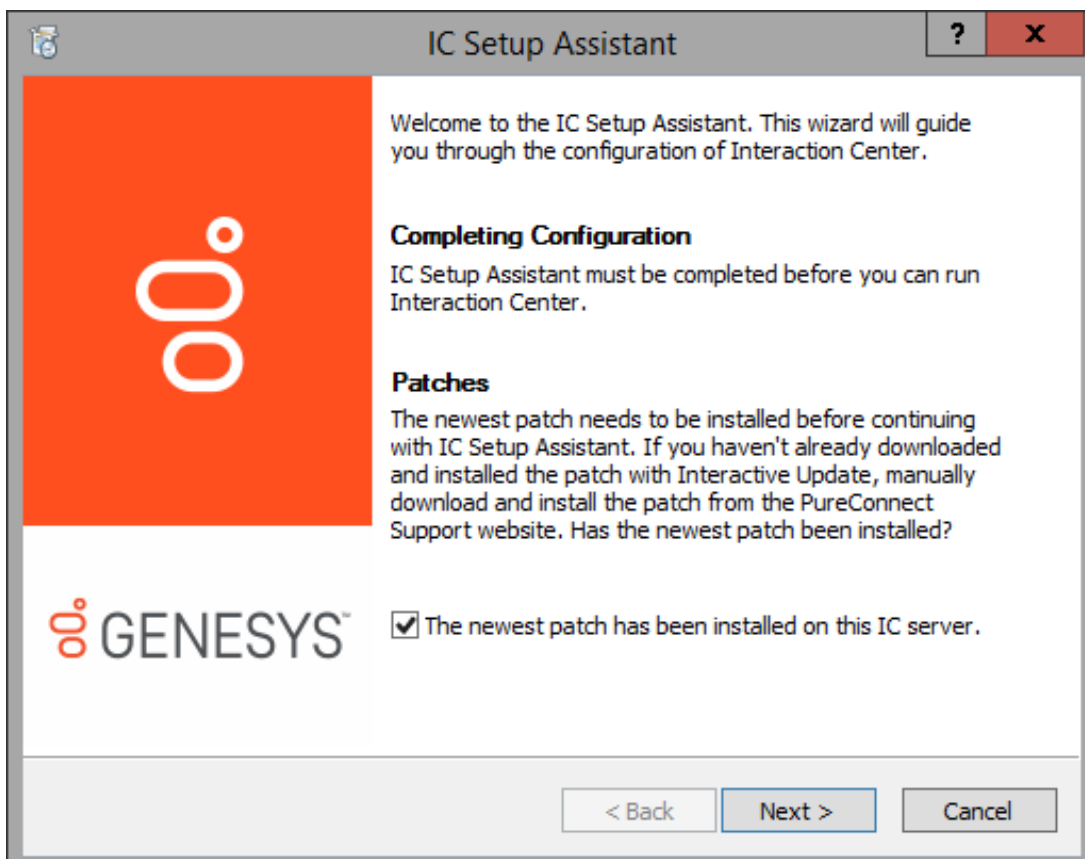 IC Setup Assistant
?
x
Welcome to the IC Setup Assistant. This wizard will guide
you through the configuration of Interaction Center.
Completing Configuration
IC Setup Assistant must be completed before you can run
Interaction Center.
Patches
The newest patch needs to be installed before continuing
with IC Setup Assistant. If you haven't already downloaded
and installed the patch with Interactive Update, manually
download and install the patch from the PureConnect
Support website. Has the newest patch been installed?
GENESYS™
The newest patch has been installed on this IC server.
< Back
Next >
Cancel